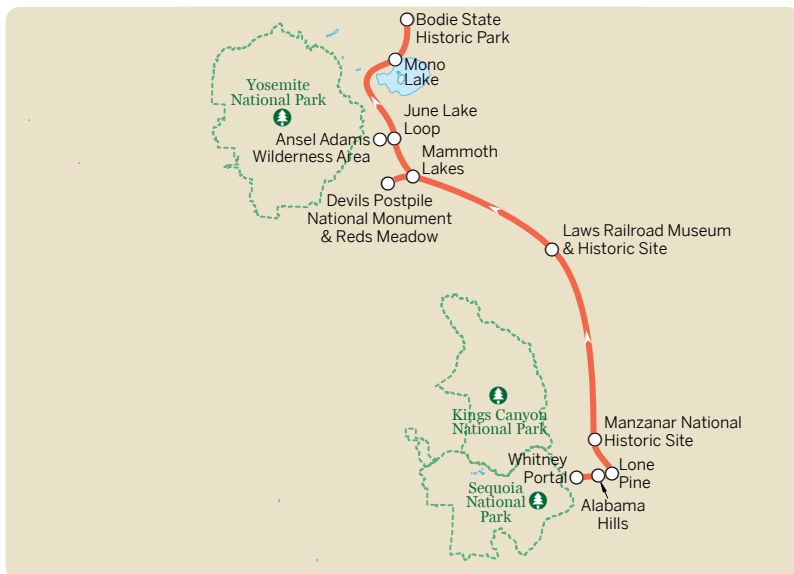 Bodie State
Historic Park
Mono
Lake
Yosemite
National Park
June Lake
Loop
Ansel Adams
Wilderness Area
Mammoth
Lakes
Devils Postpile
National Monument
& Reds Meadow
Laws Railroad Museum
& Historic Site
Kings Canyon
National Park
Manzanar National
Historic Site
Whitney
Portal
Lone
Pine
Sequoia
National
Park
Alabama
Hills